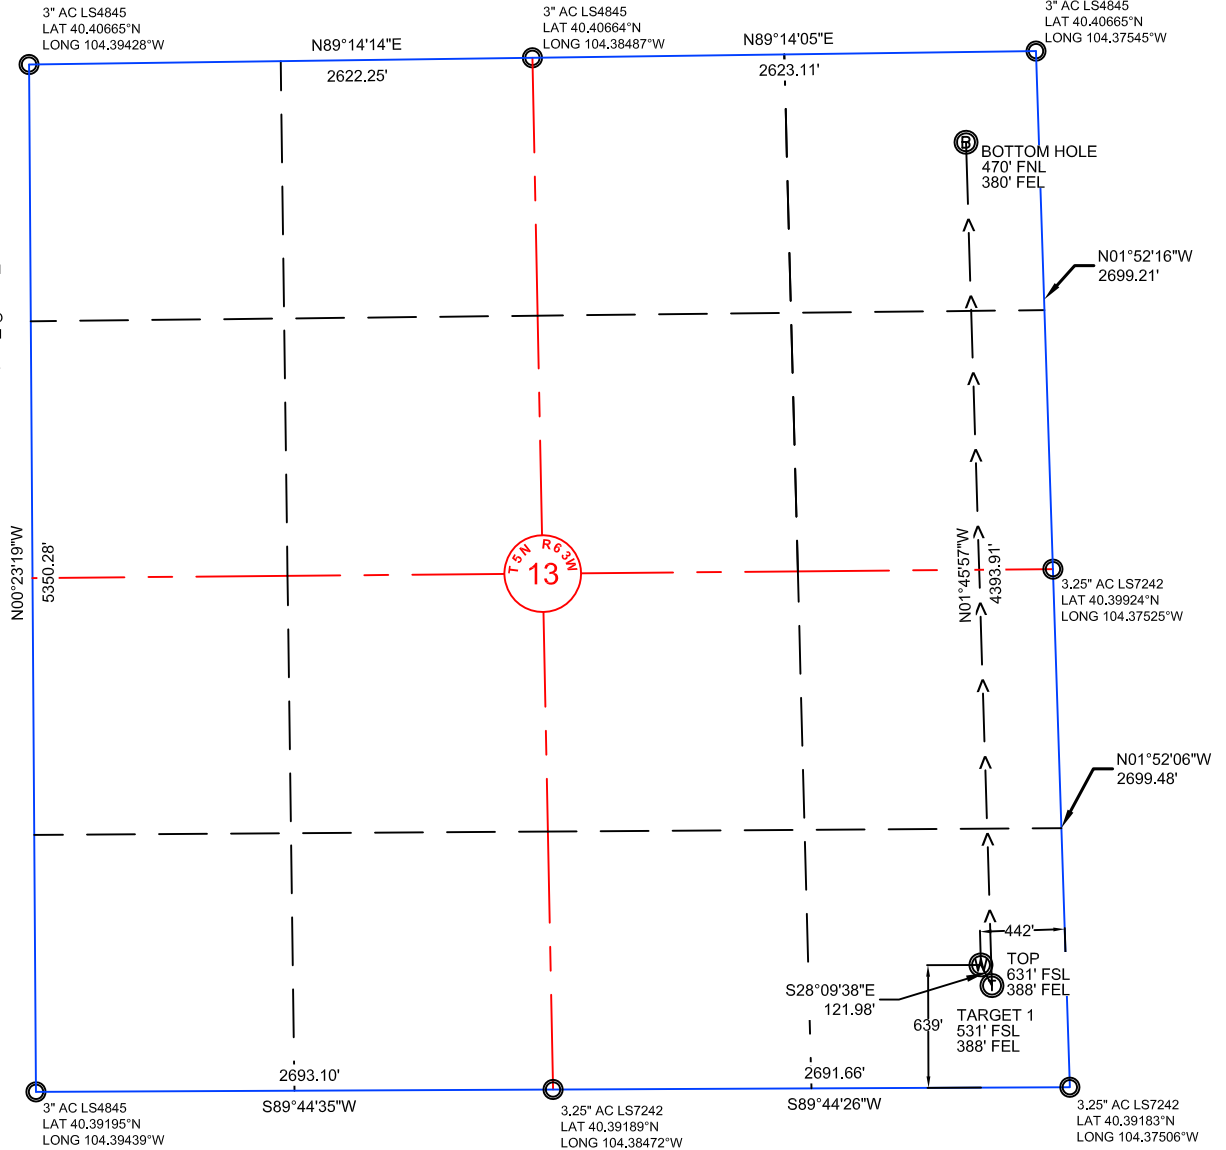 3" AC LS4845
LAT 40.40665°N
LONG 104.39428°W
3" AC LS4845
LAT 40.40664°N
LONG 104.38487°W
3" AC LS4845
LAT 40.40665°N
LONG 104.37545°W
N89°14'14"E
2622.25'
N89°14'05"E
2623.11'
B
BOTTOM HOLE
470' FNL
380' FEL
N01°52'16"W
2699.21'
N00°23'19"W
5350.28'
T5N R63W
13
N01°45'57"W
4393.91'
3.25" AC LS7242
LAT 40.39924°N
LONG 104.37525°W
N01°52'06"W
2699.48'
442'
W
TOP
631' FSL
388' FEL
S28°09'38"E
121.98'
639'
TARGET 1
531' FSL
388' FEL
2693.10'
S89°44'35"W
2691.66'
S89°44'26"W
3" AC LS4845
LAT 40.39195°N
LONG 104.39439°W
3.25" AC LS7242
LAT 40.39189°N
LONG 104.38472°W
3.25" AC LS7242
LAT 40.39183°N
LONG 104.37506°W